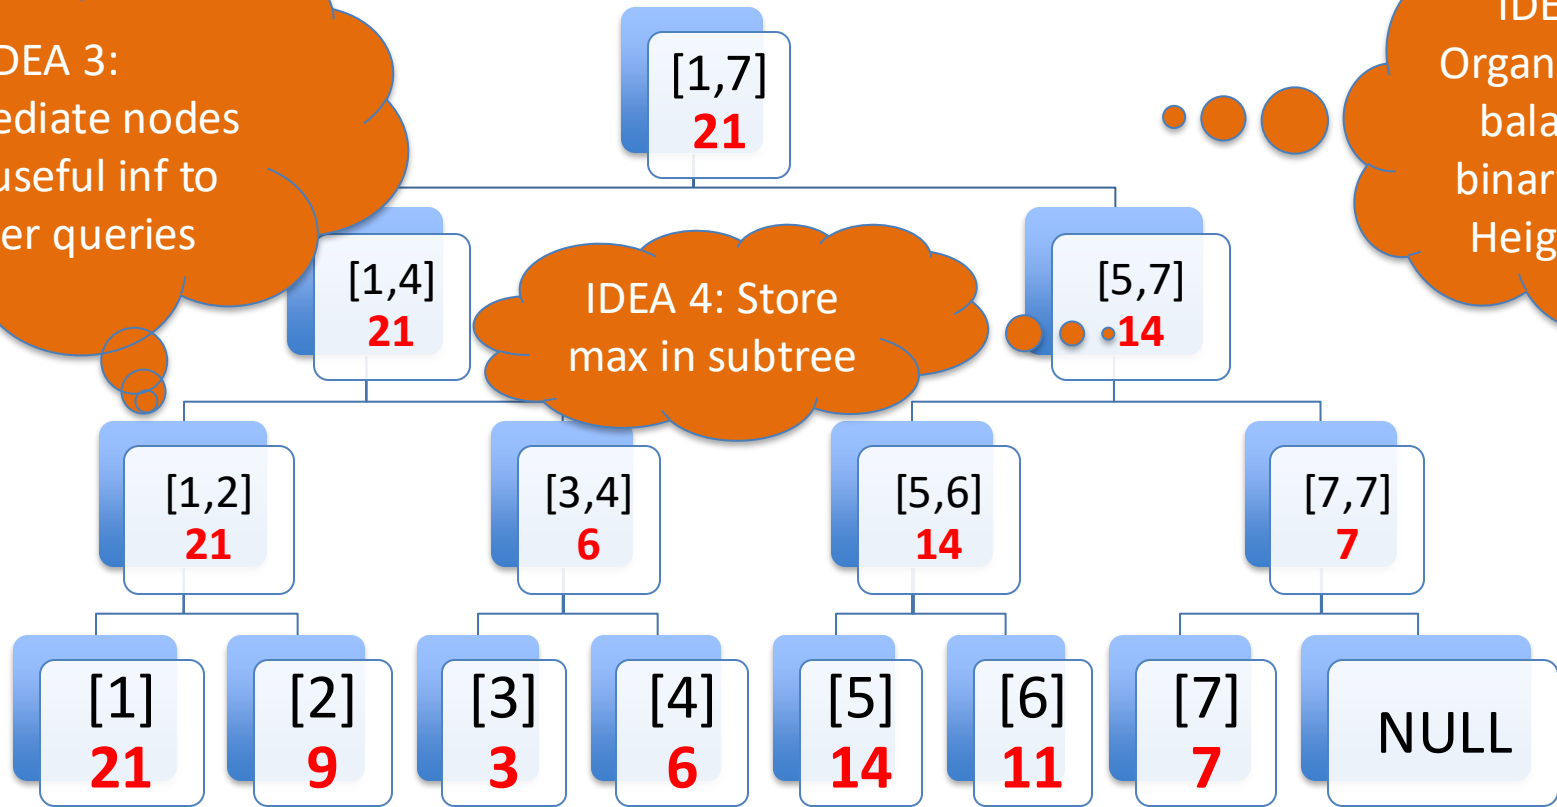 DEA 3:
ediate nodes
useful inf to
er queries
[1,7]
21
IDE
Organ
bala
binar
Heig
[1,4]
21
IDEA 4: Store
max in subtree
[5,7]
14
[1,2]
21
[3,4]
6
[5,6]
14
[7,7]
7
[1]
21
[2]
9
[3]
3
[4]
6
[5]
14
[6]
11
[7]
7
NULL